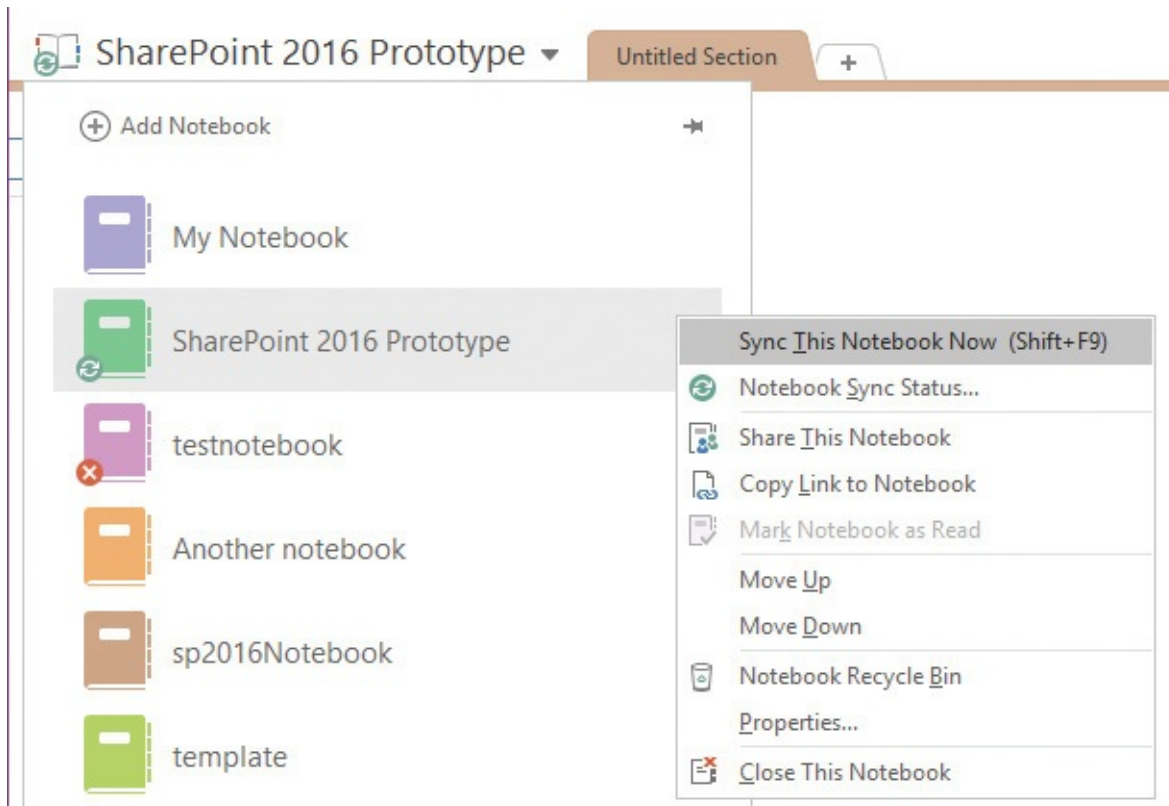 SharePoint 2016 Prototype
Untitled Section
+
Add Notebook
My Notebook
SharePoint 2016 Prototype
testnotebook
Another notebook
sp2016Notebook
template
Sync This Notebook Now (Shift+F9)
Notebook Sync Status...
Share This Notebook
Copy Link to Notebook
Mark Notebook as Read
Move Up
Move Down
Notebook Recycle Bin
Properties...
Close This Notebook